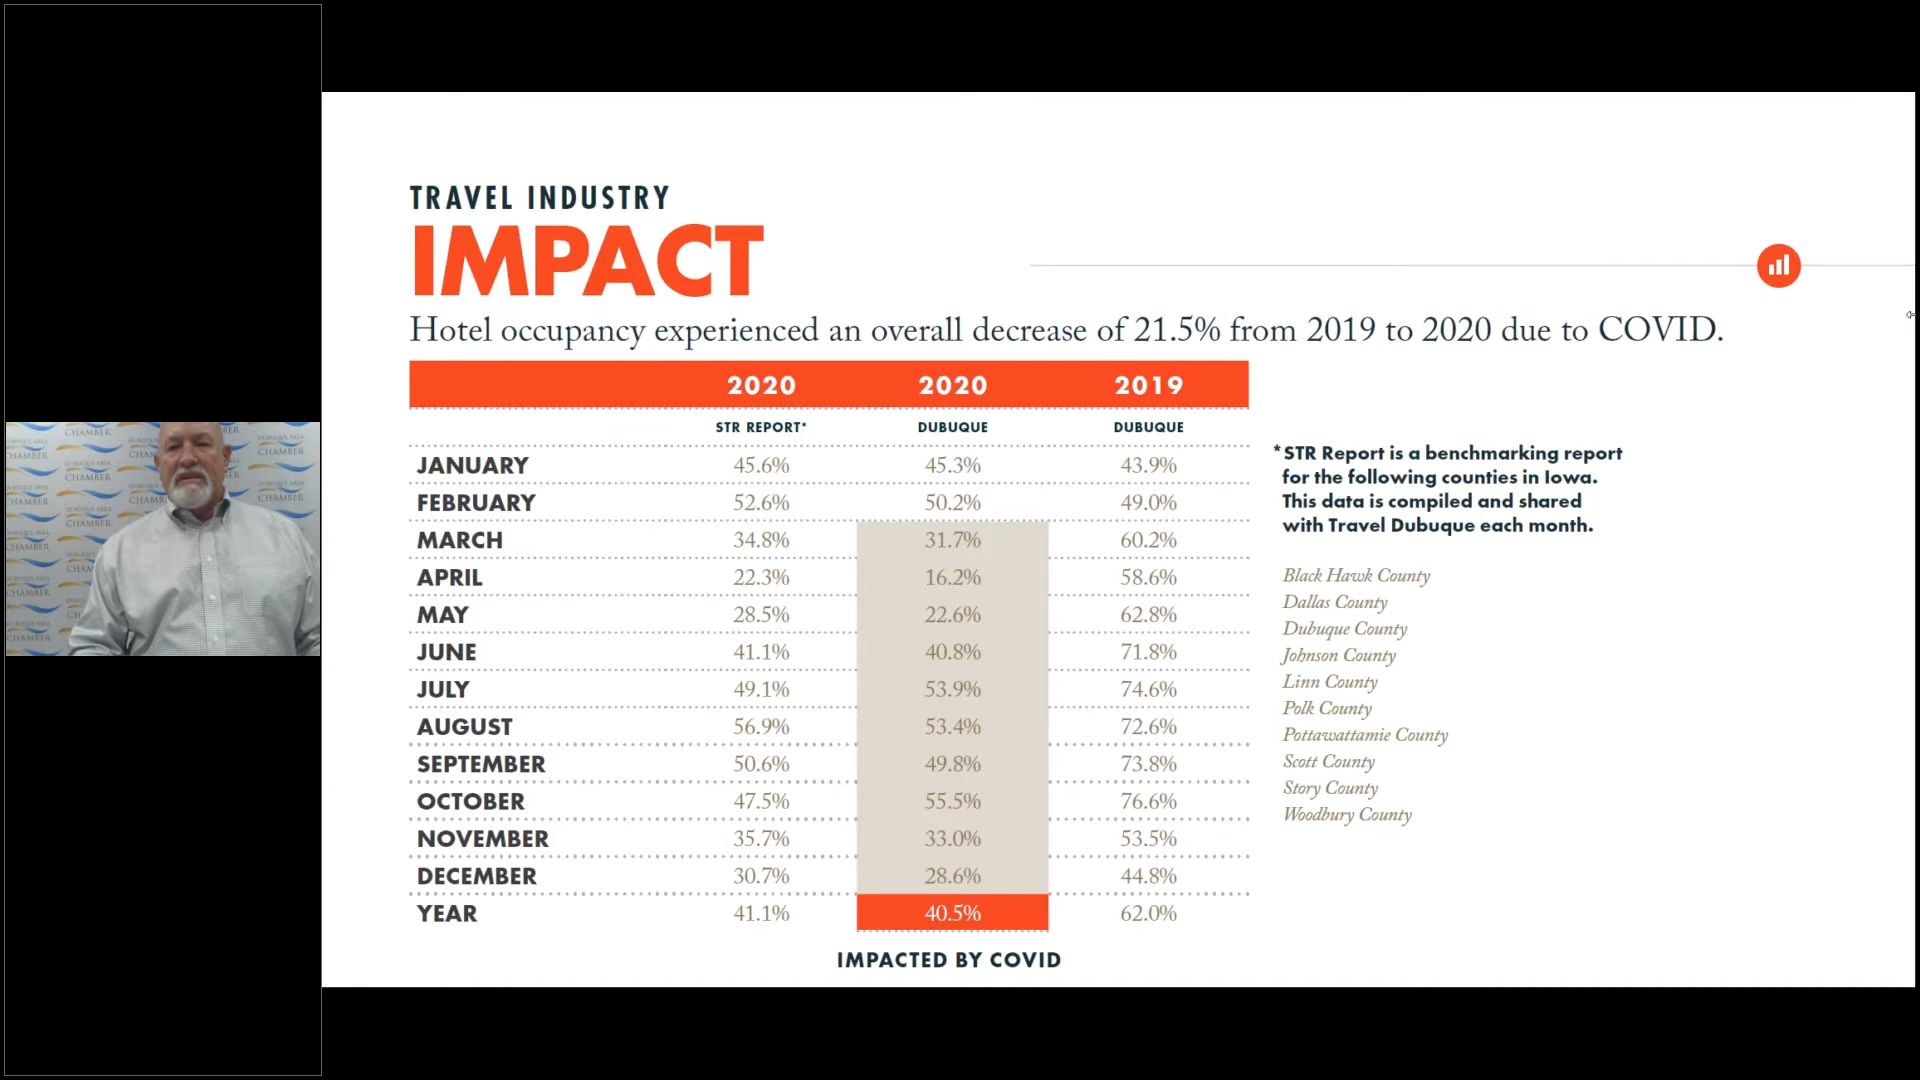 TRAVEL INDUSTRY
IMPACT
Hotel occupancy experienced an overall decrease of 21.5% from 2019 to 2020 due to COVID.
2020 2020 2019
STR REPORT* DUBUQUE DUBUQUE
JANUARY 45.6% 45.3% 43.9%
FEBRUARY 52.6% 50.2% 49.0%
MARCH 34.8% 31.7% 60.2%
APRIL 22.3% 16.2% 58.6%
MAY 28.5% 22.6% 62.8%
JUNE 41.1% 40.8% 71.8%
JULY 49.1% 53.9% 74.6%
AUGUST 56.9% 53.4% 72.6%
SEPTEMBER 50.6% 49.8% 73.8%
OCTOBER 47.5% 55.5% 76.6%
NOVEMBER 35.7% 33.0% 53.5%
DECEMBER 30.7% 28.6% 44.8%
YEAR 41.1% 40.5% 62.0%
IMPACTED BY COVID
*STR Report is a benchmarking report
for the following counties in Iowa.
This data is compiled and shared
with Travel Dubuque each month.
Black Hawk County
Dallas County
Dubuque County
Johnson County
Linn County
Polk County
Pottawattamie County
Scott County
Story County
Woodbury County
CHAMBER
DUBUQUE AREA
CHAMBER
DUBUQUE AREA
CHAMBER